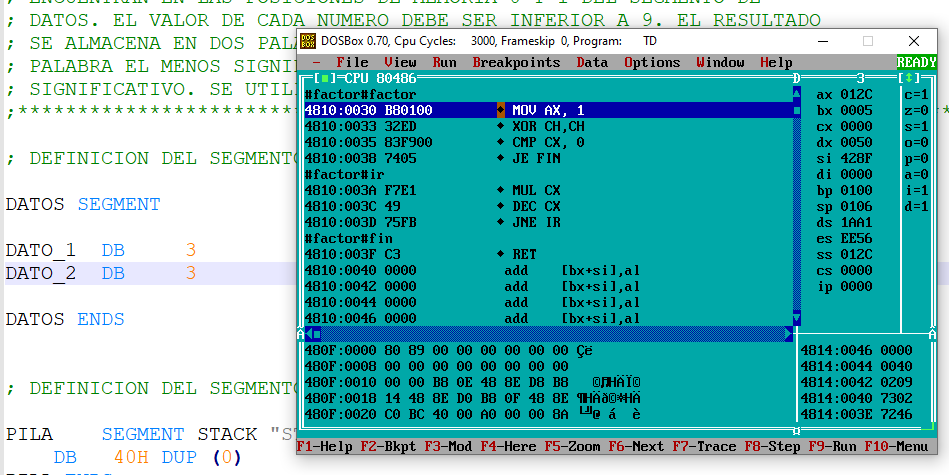 ; ENCUENTRAN EN LAS POSICIONES DE MEMORIA 0 Y 1 DEL SEGMENTO DE
; DATOS. EL VALOR DE CADA NUMERO DEBE SER INFERIOR A 9. EL RESULTADO
; SE ALMACENA EN DOS PALA
; PALABRA EL MENOS SIGNI
; SIGNIFICATIVO. SE UTIL
;***********************
; DEFINICION DEL SEGMENTO
DATOS SEGMENT
DATO_1 DB 3
DATO_2 DB 3
DATOS ENDS
; DEFINICION DEL SEGMENTO
PILA SEGMENT STACK "S
DB 40H DUP (0)
DOSBox 0.70, Cpu Cycles: 3000, Frameskip 0, Program: TD
File View Run Breakpoints Data Options Window Help READY
CPU 80486 3
#factor#factor
4810:0030 B80100 MOV AX, 1
4810:0033 32ED XOR CH,CH
4810:0035 83F900 CMP CX, 0
4810:0038 7405 JE FIN
#factor#ir
4810:003A F7E1 MUL CX
4810:003C 49 DEC CX
4810:003D 75FB JNE IR
#factor#fin
4810:003F C3 RET
4810:0040 0000 add [bx+si],al
4810:0042 0000 add [bx+si],al
4810:0044 0000 add [bx+si],al
4810:0046 0000 add [bx+si],al
ax 012C c=1
bx 0005 z=0
cx 0000 s=1
dx 0050 o=0
si 428F p=0
di 0000 a=0
bp 0100 i=1
sp 0106 d=1
ds 1AA1
es EE56
ss 012C
cs 0000
ip 0000
480F:0000 80 89 00 00 00 00 00 00 Çë
480F:0008 00 00 00 00 00 00 00 00
480F:0010 00 00 B8 0E 48 8E D8 B8
480F:0018 14 48 8E D0 B8 0F 48 8E
480F:0020 C0 BC 40 00 A0 00 00 8A
4814:0046 0000
4814:0044 0040
4814:0042 0209
4814:0040 7302
4814:003E 7246
F1-Help F2-Bkpt F3-Mod F4-Here F5-Zoom F6-Next F7-Trace F8-Step F9-Run F10-Menu